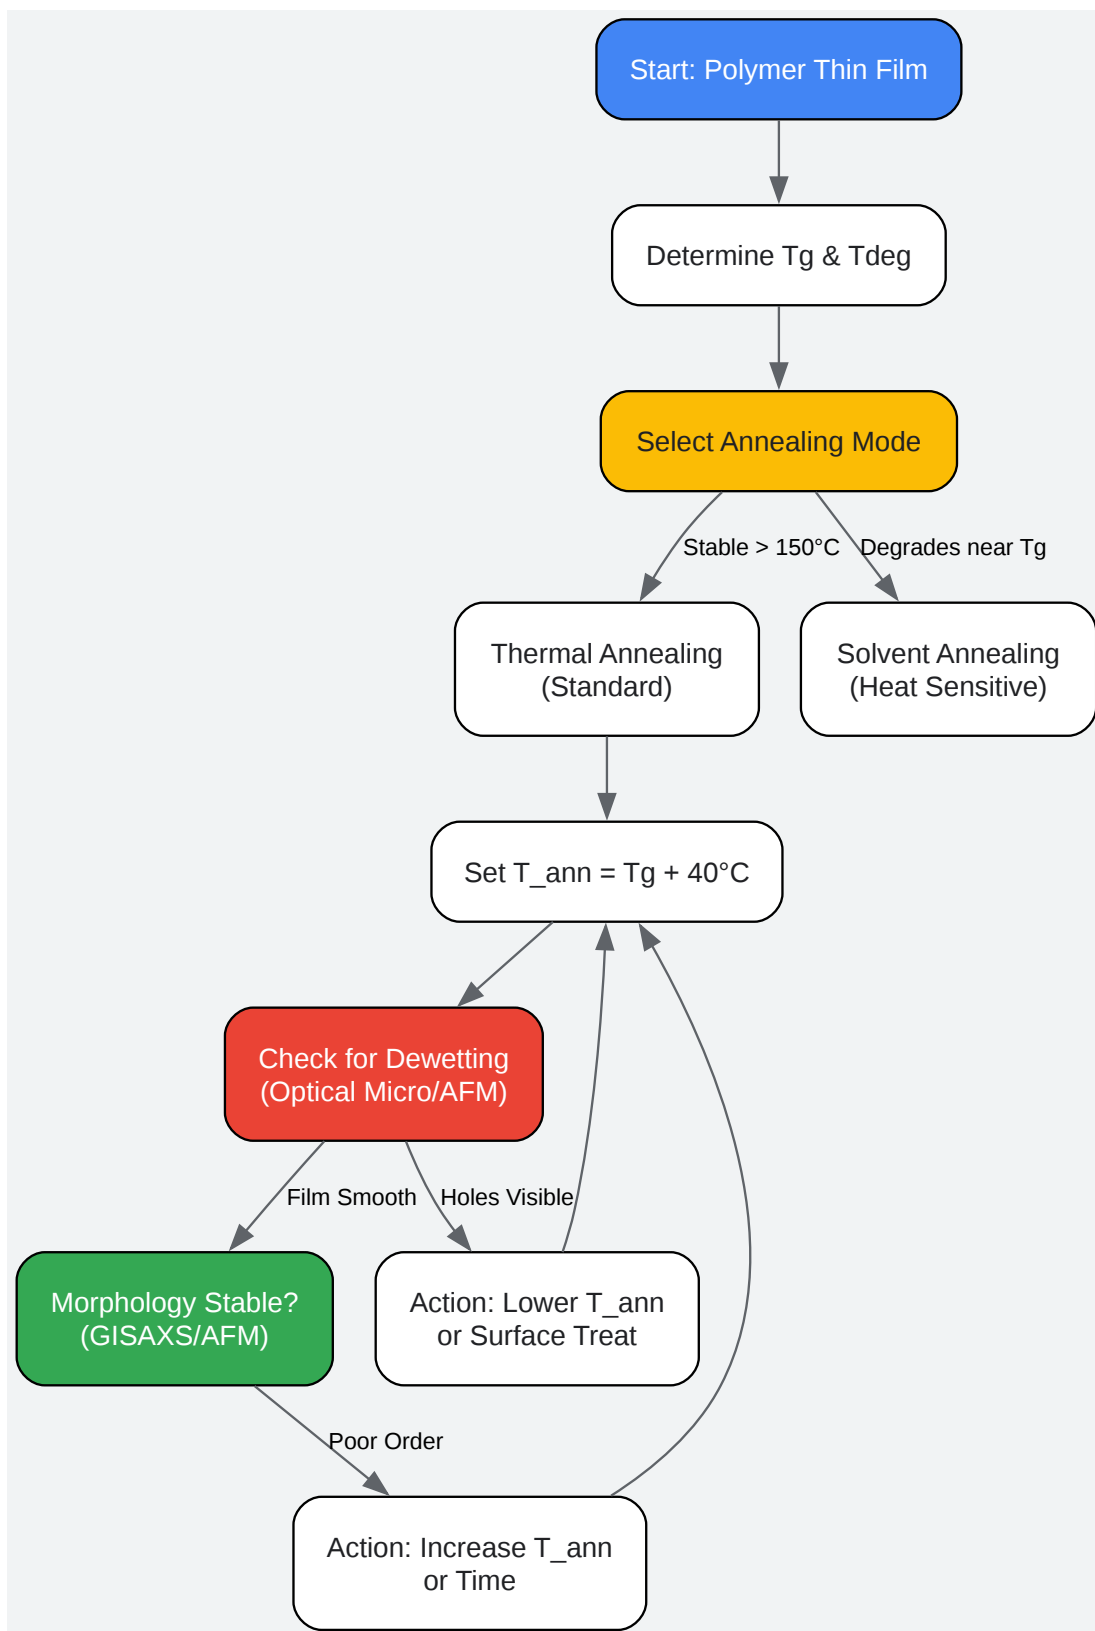 Start: Polymer Thin Film
Determine Tg & Tdeg
Select Annealing Mode
Stable > 150°C
Degrades near Tg
Thermal Annealing
(Standard)
Solvent Annealing
(Heat Sensitive)
Set T_ann = Tg + 40°C
Check for Dewetting
(Optical Micro/AFM)
Film Smooth
Holes Visible
Morphology Stable?
(GISAXS/AFM)
Action: Lower T_ann
or Surface Treat
Poor Order
Action: Increase T_ann
or Time